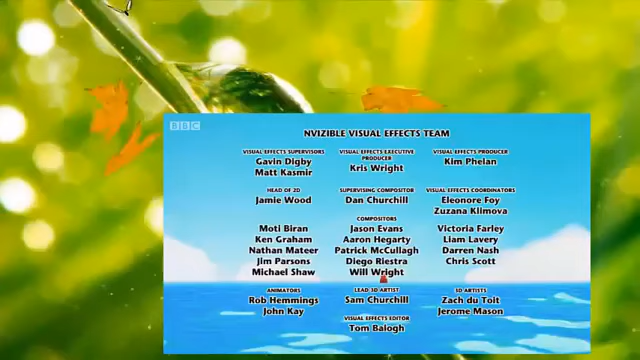 BBC
NVIZIBLE VISUAL EFFECTS TEAM
VISUAL EFFECTS SUPERVISORS
Gavin Digby
Matt Kasmir
VISUAL EFFECTS EXECUTIVE
PRODUCER
Kris Wright
VISUAL EFFECTS PRODUCER
Kim Phelan
HEAD OF 2D
Jamie Wood
SUPERVISING COMPOSITOR
Dan Churchill
VISUAL EFFECTS COORDINATORS
Eleonore Foy
Zuzana Klimova
COMPOSITORS
Moti Biran
Jason Evans
Victoria Farley
Ken Graham
Aaron Hegarty
Liam Lavery
Nathan Mateer
Patrick McCullagh
Darren Nash
Jim Parsons
Diego Riestra
Chris Scott
Michael Shaw
Will Wright
ANIMATORS
Rob Hemmings
John Kay
LEAD 3D ARTIST
Sam Churchill
3D ARTISTS
Zach du Toit
Jerome Mason
VISUAL EFFECTS EDITOR
Tom Balogh